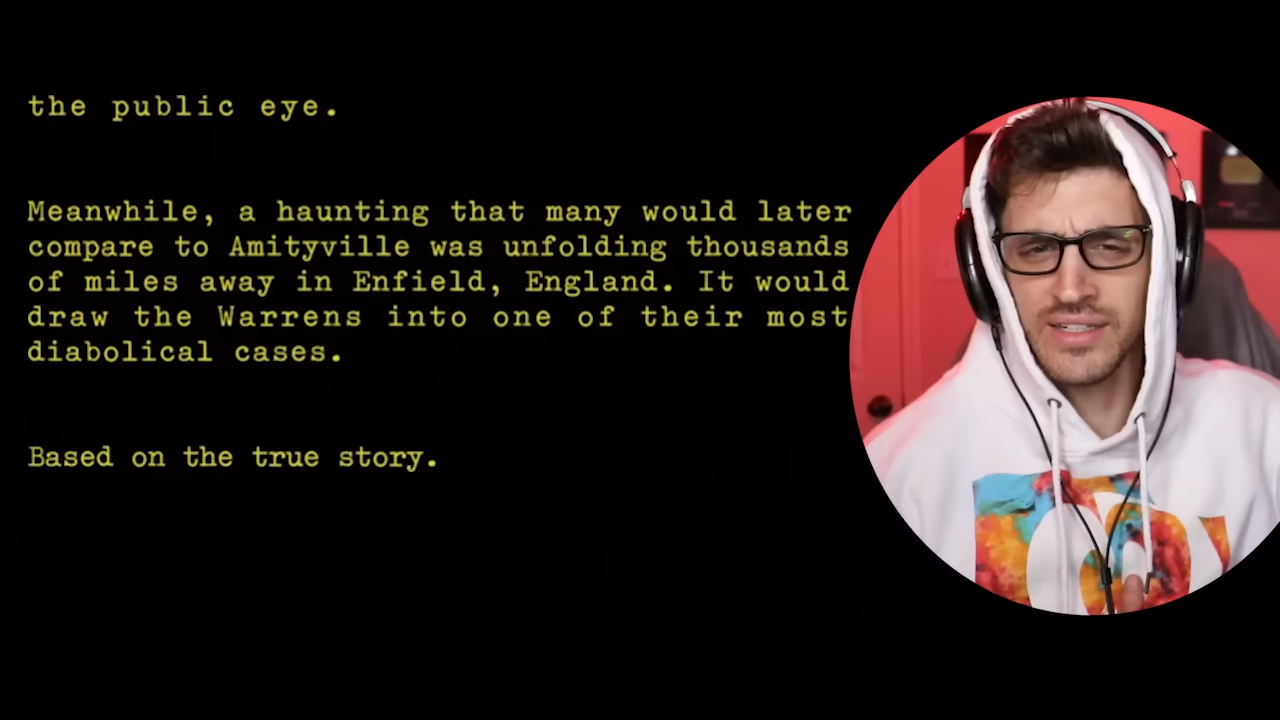 the public eye.
Meanwhile, a haunting that many would later
compare to Amityville was unfolding thousands
of miles away in Enfield, England. It would
draw the Warrens into one of their most
diabolical cases.
Based on the true story.